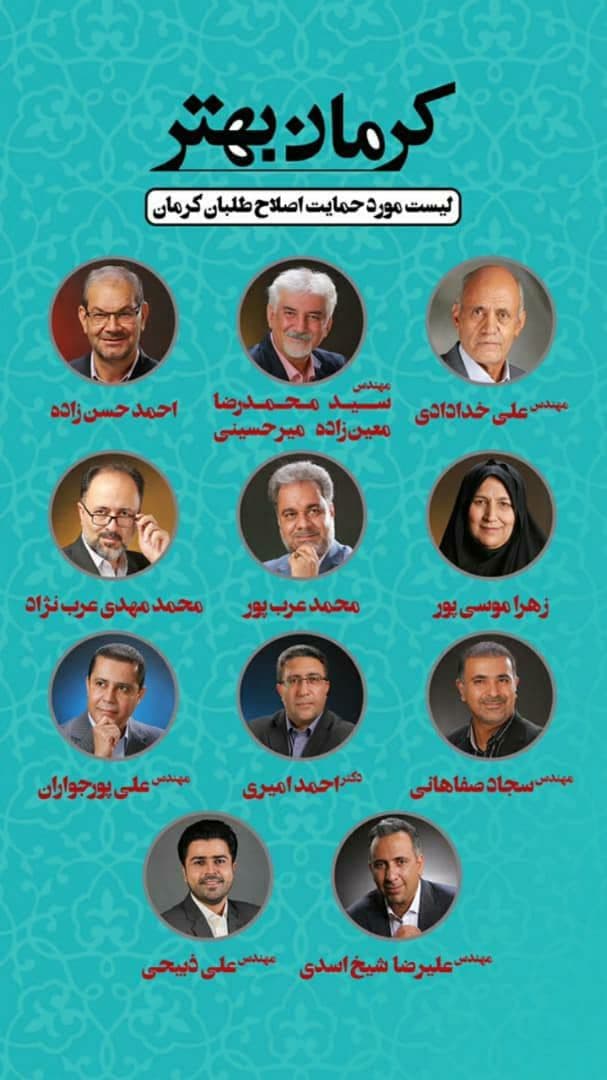 کرمان بهتر
لیست مورد حمایت اصلاح طلبان کرمان
مهندس علی خدادادی
مهندس
سید محمدرضا
معین زاده میرحسینی
احمد حسن زاده
زهرا موسی پور
محمد عرب پور
محمد مهدی عرب نژاد
مهندس سجاد صفاهانی
دکتر احمد امیری
مهندس علی پورجواران
مهندس علیرضا شیخ اسدی
مهندس علی ذبیحی